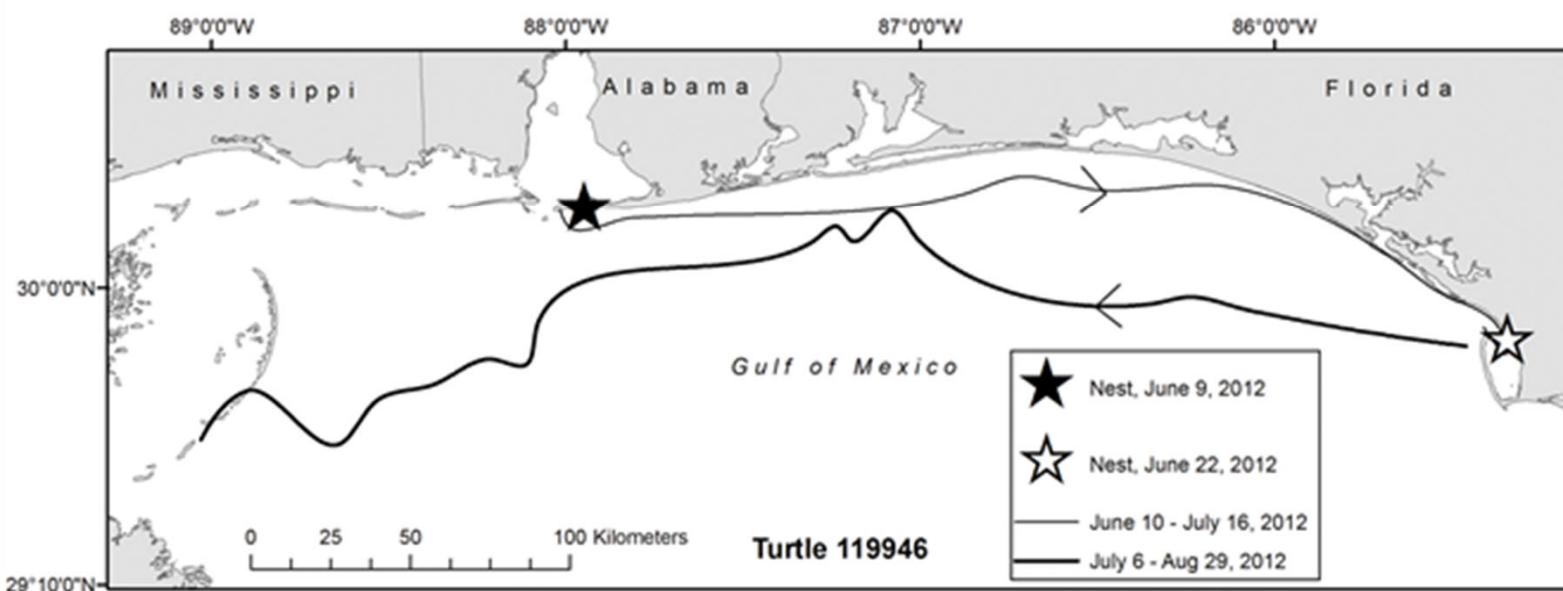 89°0'0"W 88°0'0"W 87°0'0"W 86°0'0"W
Mississippi Alabama Florida
30°0'0"N
Gulf of Mexico
Nest, June 9, 2012
Nest, June 22, 2012
June 10 - July 16, 2012
July 6 - Aug 29, 2012
0 25 50 100 Kilometers
Turtle 119946
29°10'0"N